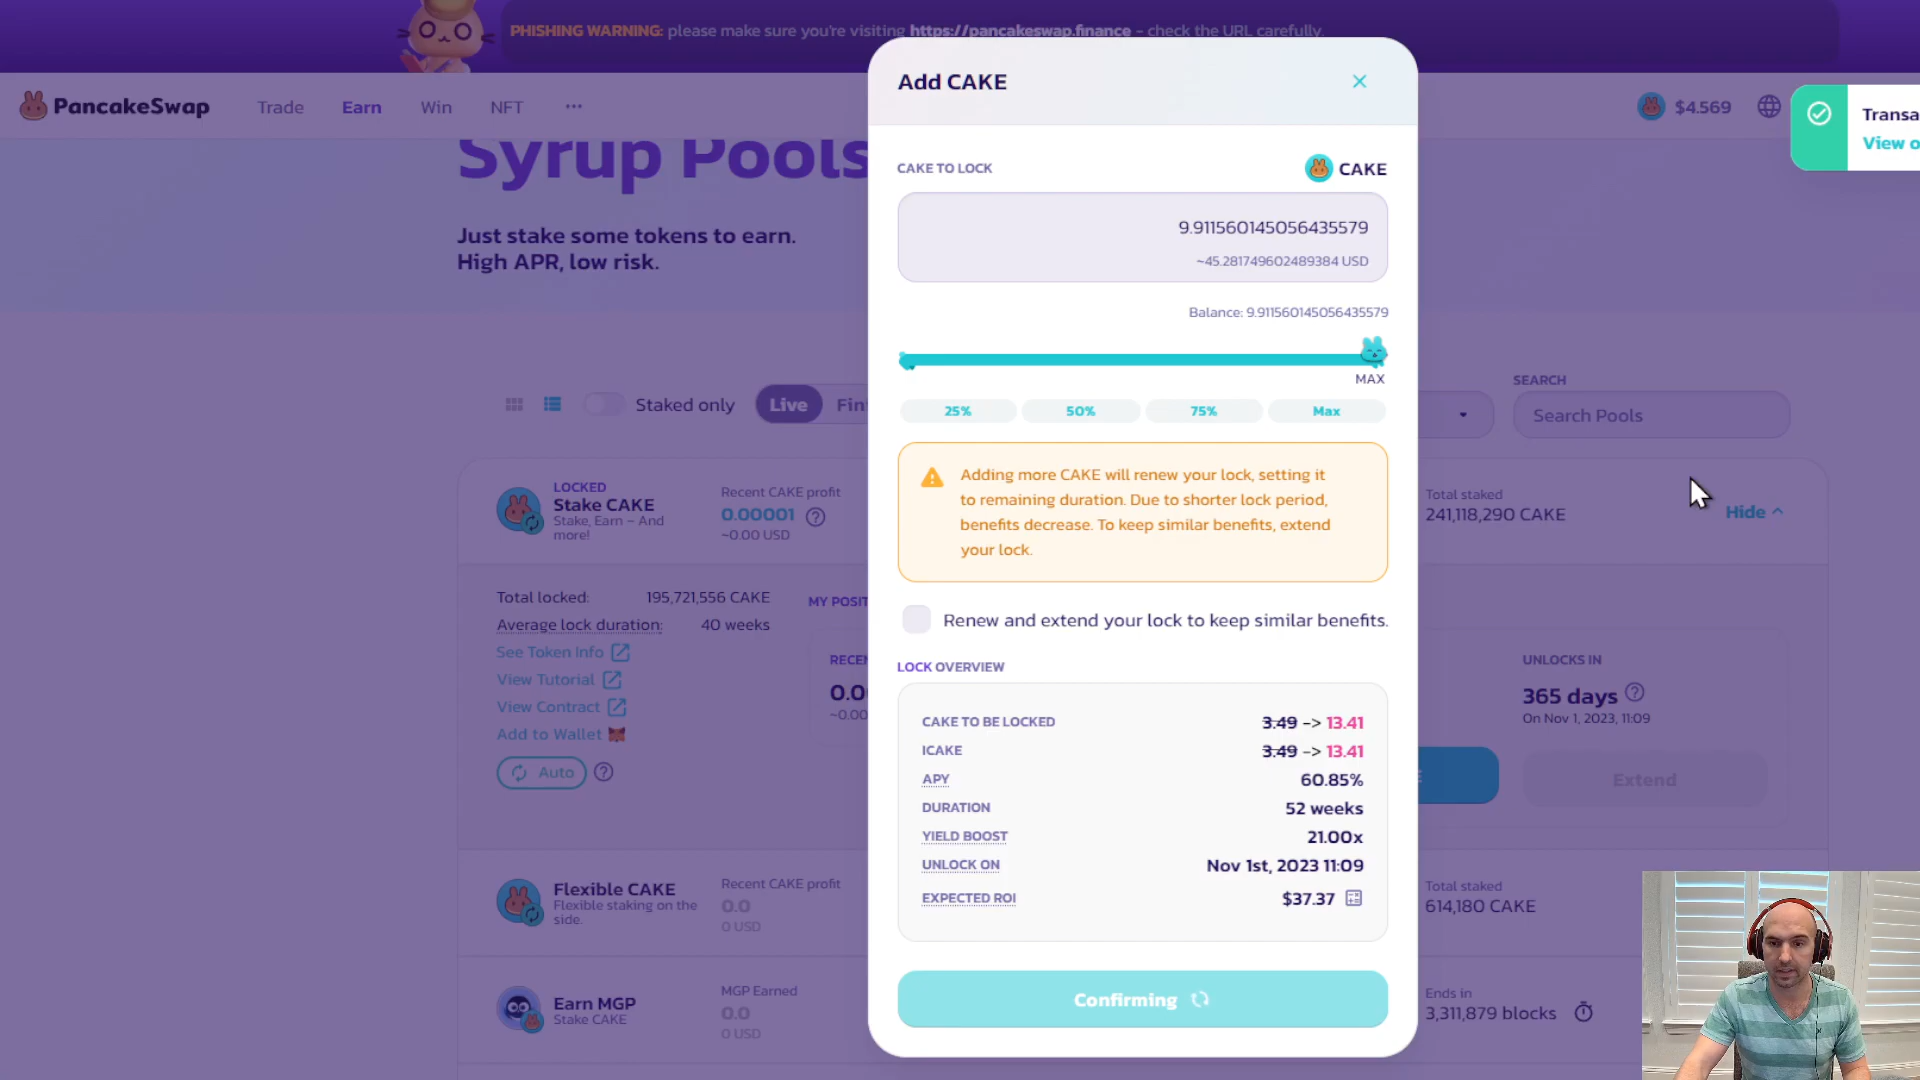 PHISHING WARNING: please make sure you're visiting https://pancakeswap.finance - check the URL carefully.
PancakeSwap
Trade
Earn
Win
NFT
$4.569
Transa
View o
Syrup Pools
Just stake some tokens to earn.
High APR, low risk.
Staked only
Live
Fin
SEARCH
Search Pools
LOCKED
Stake CAKE
Stake, Earn – And
more!
Recent CAKE profit
0.00001
~0.00 USD
Total staked
241,118,290 CAKE
Hide
Total locked: 195,721,556 CAKE
Average lock duration: 40 weeks
See Token Info
View Tutorial
View Contract
Add to Wallet
Auto
MY POSIT
RECEN
0.0
~0.00
UNLOCKS IN
365 days
On Nov 1, 2023, 11:09
Extend
Flexible CAKE
Flexible staking on the
side.
Recent CAKE profit
0.0
0 USD
Total staked
614,180 CAKE
Earn MGP
Stake CAKE
MGP Earned
0.0
0 USD
Ends in
3,311,879 blocks
Add CAKE
CAKE TO LOCK
CAKE
9.911560145056435579
~45.281749602489384 USD
Balance: 9.911560145056435579
MAX
25%
50%
75%
Max
Adding more CAKE will renew your lock, setting it
to remaining duration. Due to shorter lock period,
benefits decrease. To keep similar benefits, extend
your lock.
Renew and extend your lock to keep similar benefits.
LOCK OVERVIEW
CAKE TO BE LOCKED 3.49 -> 13.41
ICAKE 3.49 -> 13.41
APY 60.85%
DURATION 52 weeks
YIELD BOOST 21.00x
UNLOCK ON Nov 1st, 2023 11:09
EXPECTED ROI $37.37
Confirming